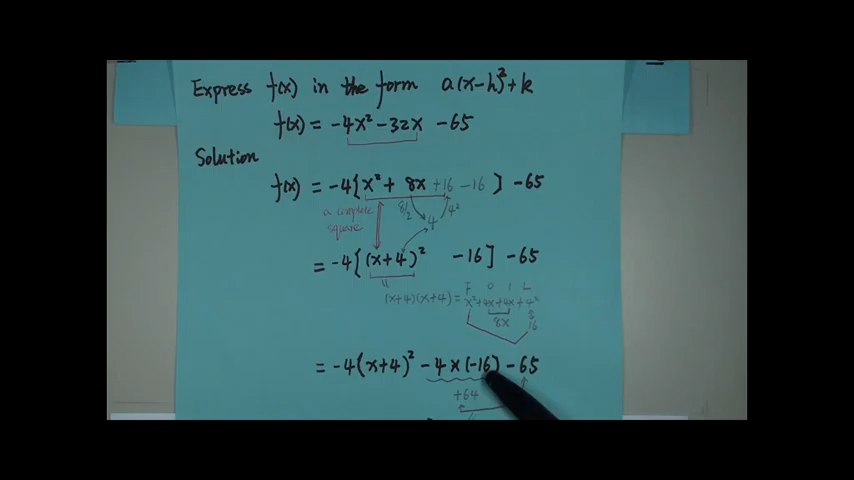 Express f(x) in the form a(x-h)²+k
f(x) = -4x² -32x -65
Solution
f(x) = -4[x² + 8x +16 -16 ] -65
a complete 8/2 4 4²
square
= -4[(x+4)² -16] -65
F O I L
(x+4)(x+4) = x²+4x+4x+4²
8x 16
= -4(x+4)² -4x(-16) -65
+64